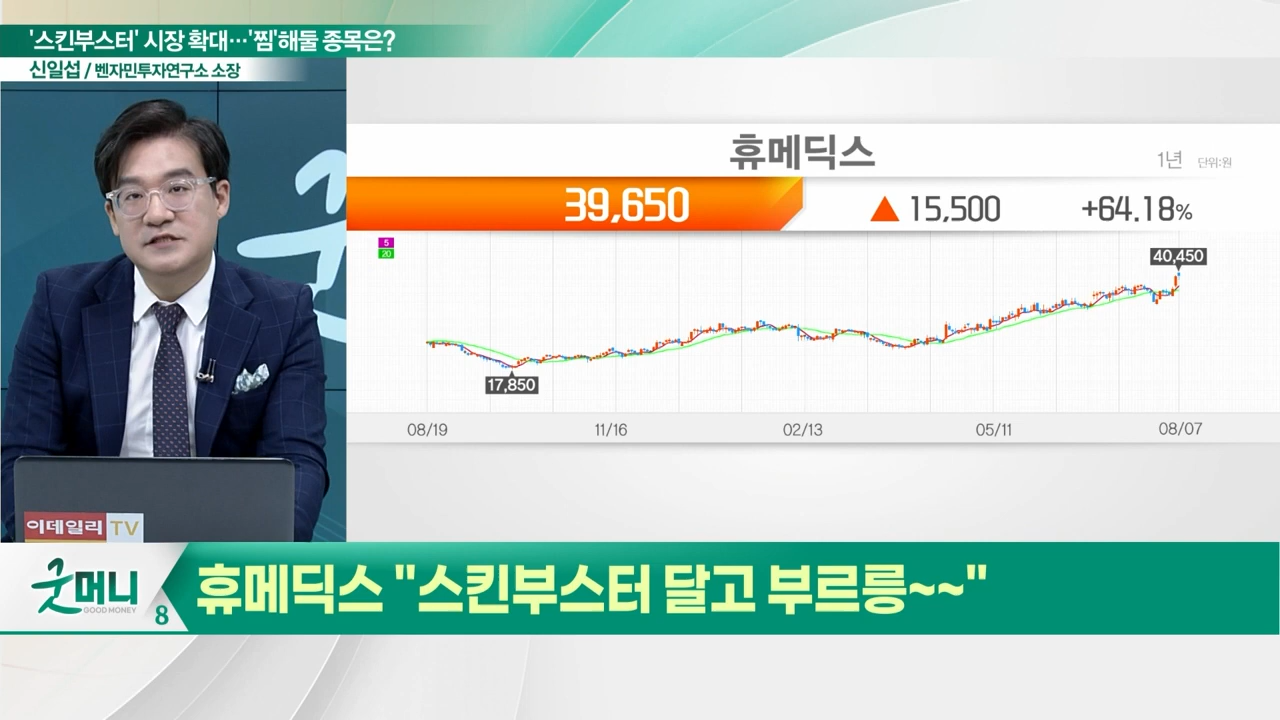 '스킨부스터' 시장 확대…'찜'해둘 종목은?
신일섭 / 벤자민투자연구소 소장
휴메딕스
1년 단위:원
39,650 ▲ 15,500 +64.18%
5
20
40,450
17,850
08/19 11/16 02/13 05/11 08/07
이데일리 TV
굿머니
GOOD MONEY
8
휴메딕스 "스킨부스터 달고 부르릉~~"